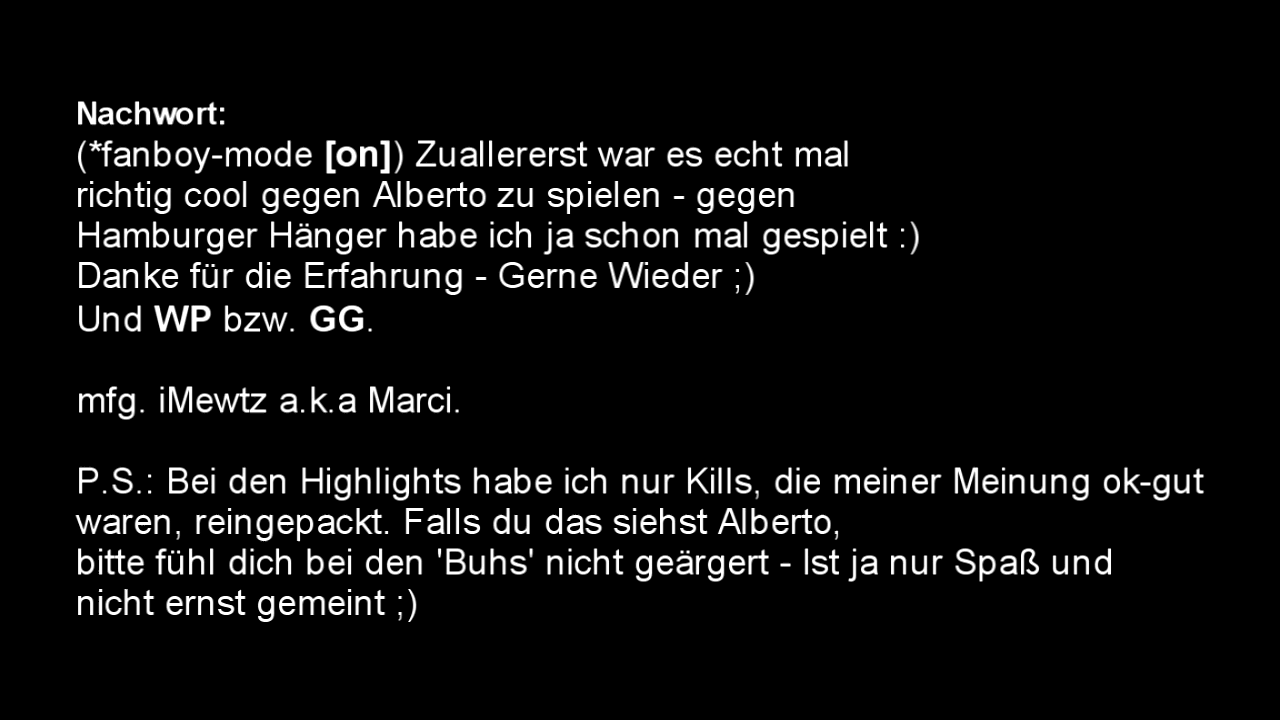 Nachwort:
(*fanboy-mode [on]) Zuallererst war es echt mal
richtig cool gegen Alberto zu spielen - gegen
Hamburger Hänger habe ich ja schon mal gespielt :)
Danke für die Erfahrung - Gerne Wieder ;)
Und WP bzw. GG.
mfg. iMewtz a.k.a Marci.
P.S.: Bei den Highlights habe ich nur Kills, die meiner Meinung ok-gut
waren, reingepackt. Falls du das siehst Alberto,
bitte fühl dich bei den 'Buhs' nicht geärgert - Ist ja nur Spaß und
nicht ernst gemeint ;)